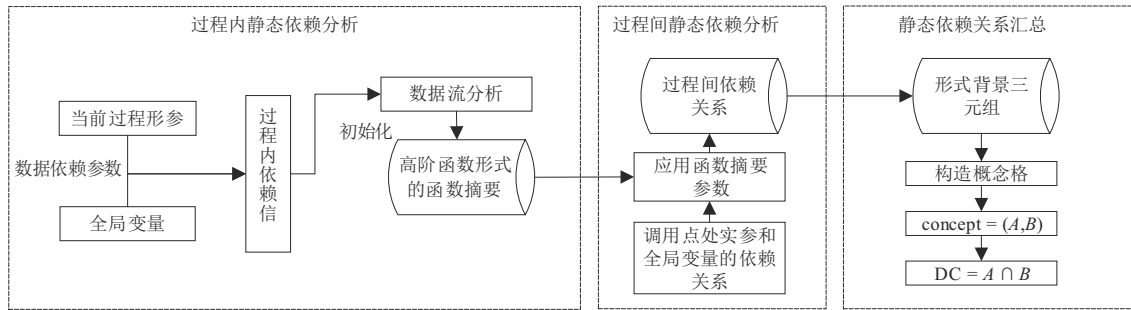 过程内静态依赖分析
当前过程形参
数据依赖参数
全局变量
过
程
内
依
赖
信
数据流分析
初始化
高阶函数形式
的函数摘要
过程间静态依赖分析
过程间依赖
关系
应用函数摘要
参数
调用点处实参和
全局变量的依赖
关系
静态依赖关系汇总
形式背景三
元组
构造概念格
concept = (A,B)
DC = A ∩ B